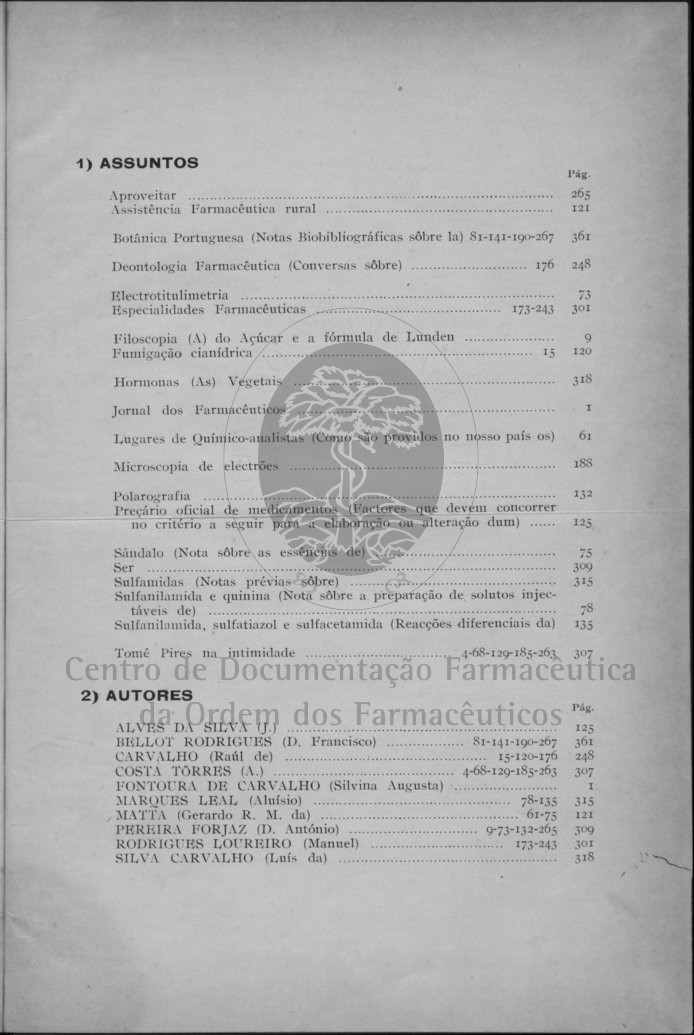 1) ASSUNTOS
Pág.
Aproveitar ..... 265
Assistência Farmacêutica rural ..... 121
Botânica Portuguesa (Notas Biobibliográficas sôbre la) 81-141-190-267 361
Deontologia Farmacêutica (Conversas sôbre) ..... 176 248
Electrotitulimetria ..... 73
Especialidades Farmacêuticas ..... 173-243 301
Filoscopia (A) do Açúcar e a fórmula de Lunden ..... 9
Fumigação cianídrica ..... 15 120
Hormonas (As) Vegetais ..... 318
Jornal dos Farmacêuticos ..... 1
Lugares de Químico-analistas (Como são providos no nosso país os) 61
Microscopia de electrões ..... 188
Polarografia ..... 132
Preçário oficial de medicamentos (Factores que devem concorrer
no critério a seguir para a elaboração ou alteração dum) ..... 125
Sândalo (Nota sôbre as essências de) ..... 75
Ser ..... 309
Sulfamidas (Notas prévias sôbre) ..... 315
Sulfanilamida e quinina (Nota sôbre a preparação de solutos injec-
táveis de) ..... 78
Sulfanilamida, sulfatiazol e sulfacetamida (Reacções diferenciais da) 135
Tomé Pires na intimidade ..... 4-68-129-185-263 307
Centro de Documentação Farmacêutica
2) AUTORES
Pág.
da Ordem dos Farmacêuticos
ALVES DA SILVA (J.) ..... 125
BELLOT RODRIGUES (D. Francisco) ..... 81-141-190-267 361
CARVALHO (Raúl de) ..... 15-120-176 248
COSTA TÔRRES (A.) ..... 4-68-129-185-263 307
FONTOURA DE CARVALHO (Silvina Augusta) ..... 1
MARQUES LEAL (Aluísio) ..... 78-135 315
MATTA (Gerardo R. M. da) ..... 61-75 121
PEREIRA FORJAZ (D. António) ..... 9-73-132-265 309
RODRIGUES LOUREIRO (Manuel) ..... 173-243 301
SILVA CARVALHO (Luís da) ..... 318